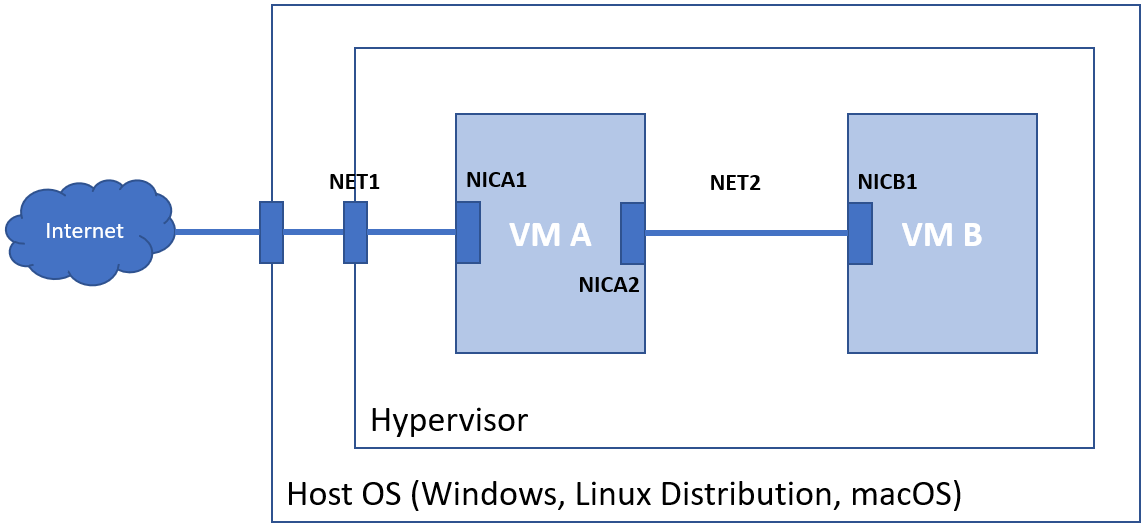 NET1
NICA1
NET2
NICB1
Internet
VM A
VM B
NICA2
Hypervisor
Host OS (Windows, Linux Distribution, macOS)